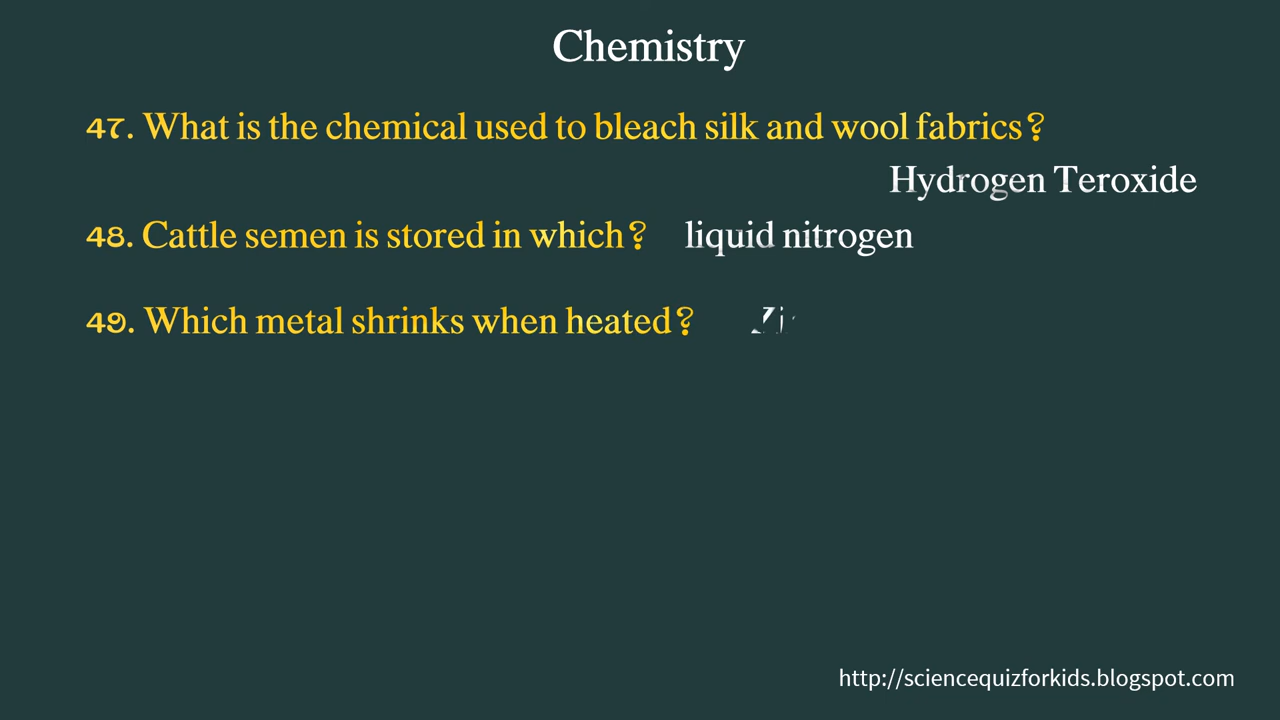 Chemistry
47. What is the chemical used to bleach silk and wool fabrics?
Hydrogen Teroxide
48. Cattle semen is stored in which? liquid nitrogen
49. Which metal shrinks when heated?
http://sciencequizforkids.blogspot.com